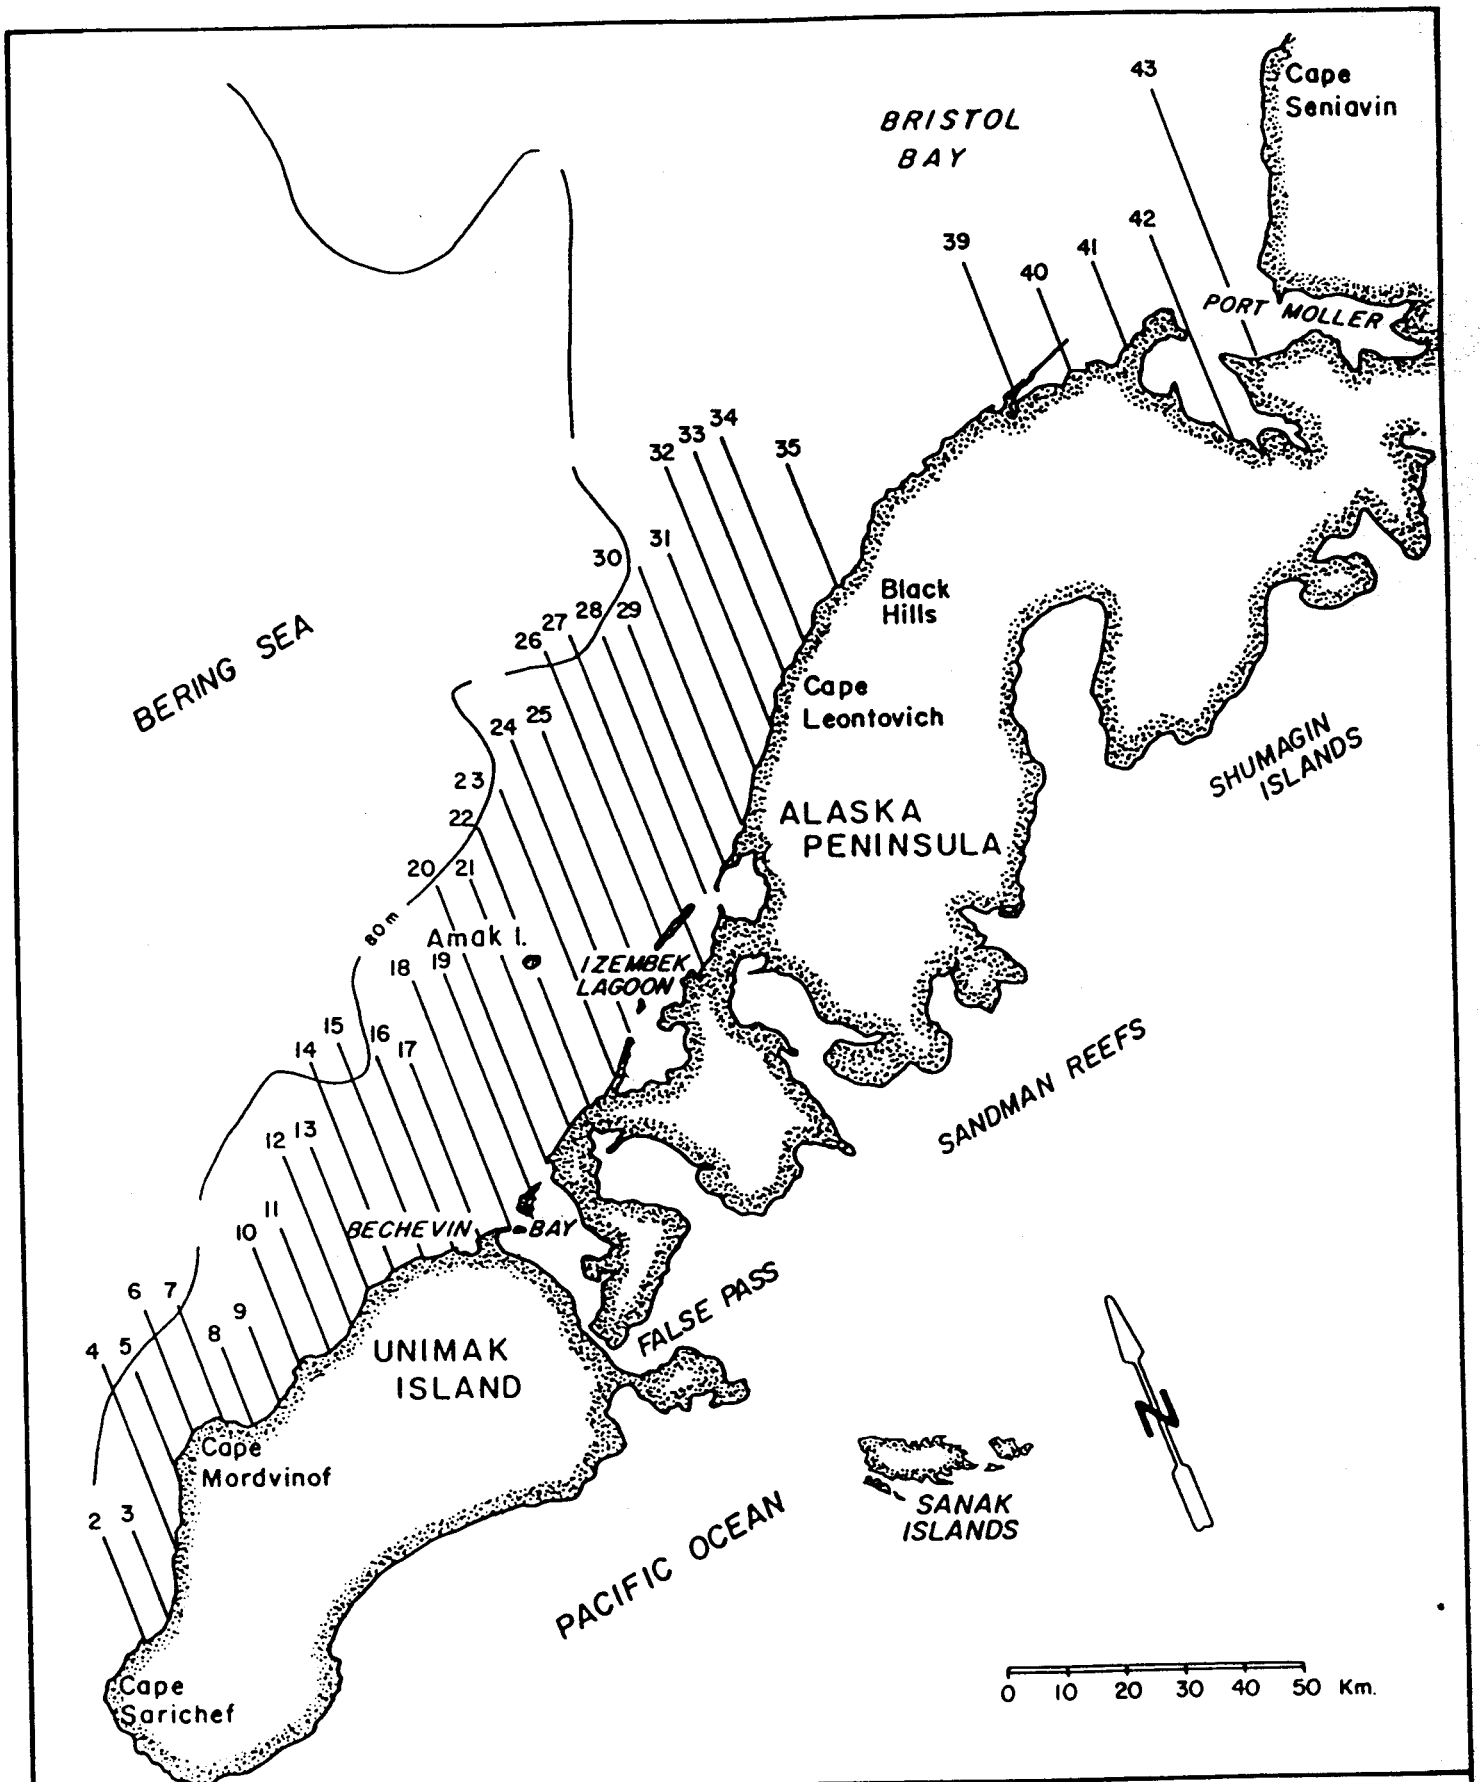 43
Cape
Seniavin
BRISTOL
BAY
42
39
41
40
PORT MOLLER
34
33
32
35
31
30
Black
Hills
29
28
27
26
BERING SEA
Cape
Leontovich
25
24
SHUMAGIN
ISLANDS
23
22
ALASKA
PENINSULA
20
21
80m
Amak I.
18
19
IZEMBEK
LAGOON
15
16
14
17
SANDMAN REEFS
12
13
11
10
BECHEVIN BAY
FALSE PASS
6
7
9
8
4
5
UNIMAK
ISLAND
N
Cape
Mordvinof
2
3
SANAK
ISLANDS
PACIFIC OCEAN
Cape
Sarichef
0 10 20 30 40 50 Km.